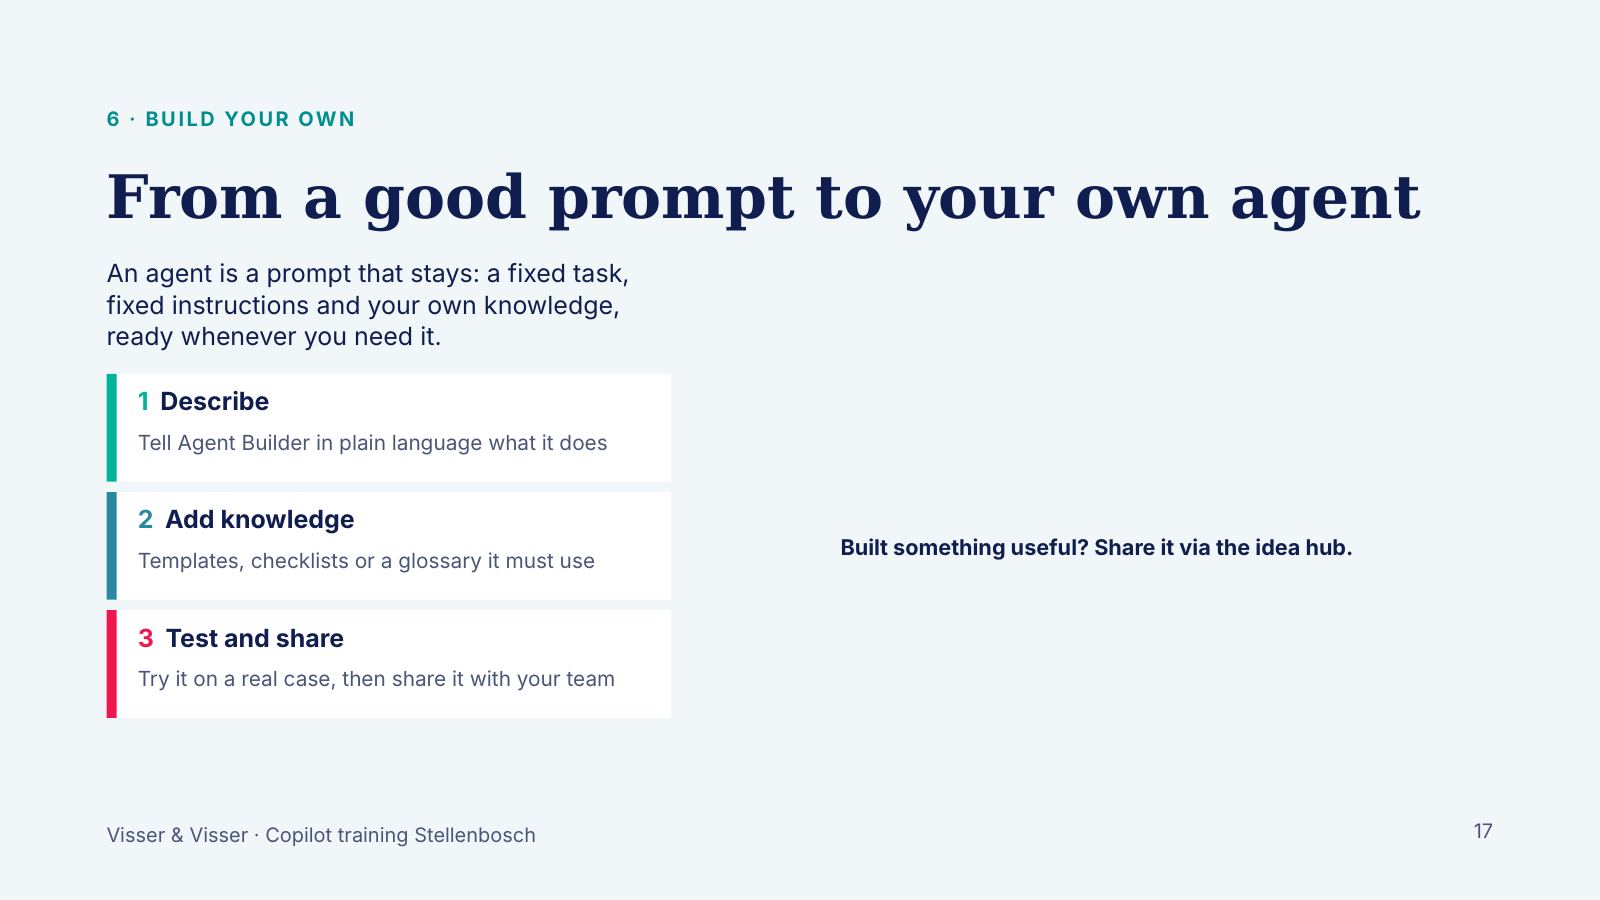 6 · BUILD YOUR OWN
From a good prompt to your own agent
An agent is a prompt that stays: a fixed task,
fixed instructions and your own knowledge,
ready whenever you need it.
1 Describe
Tell Agent Builder in plain language what it does
2 Add knowledge
Templates, checklists or a glossary it must use
3 Test and share
Try it on a real case, then share it with your team
Built something useful? Share it via the idea hub.
Visser & Visser · Copilot training Stellenbosch
17